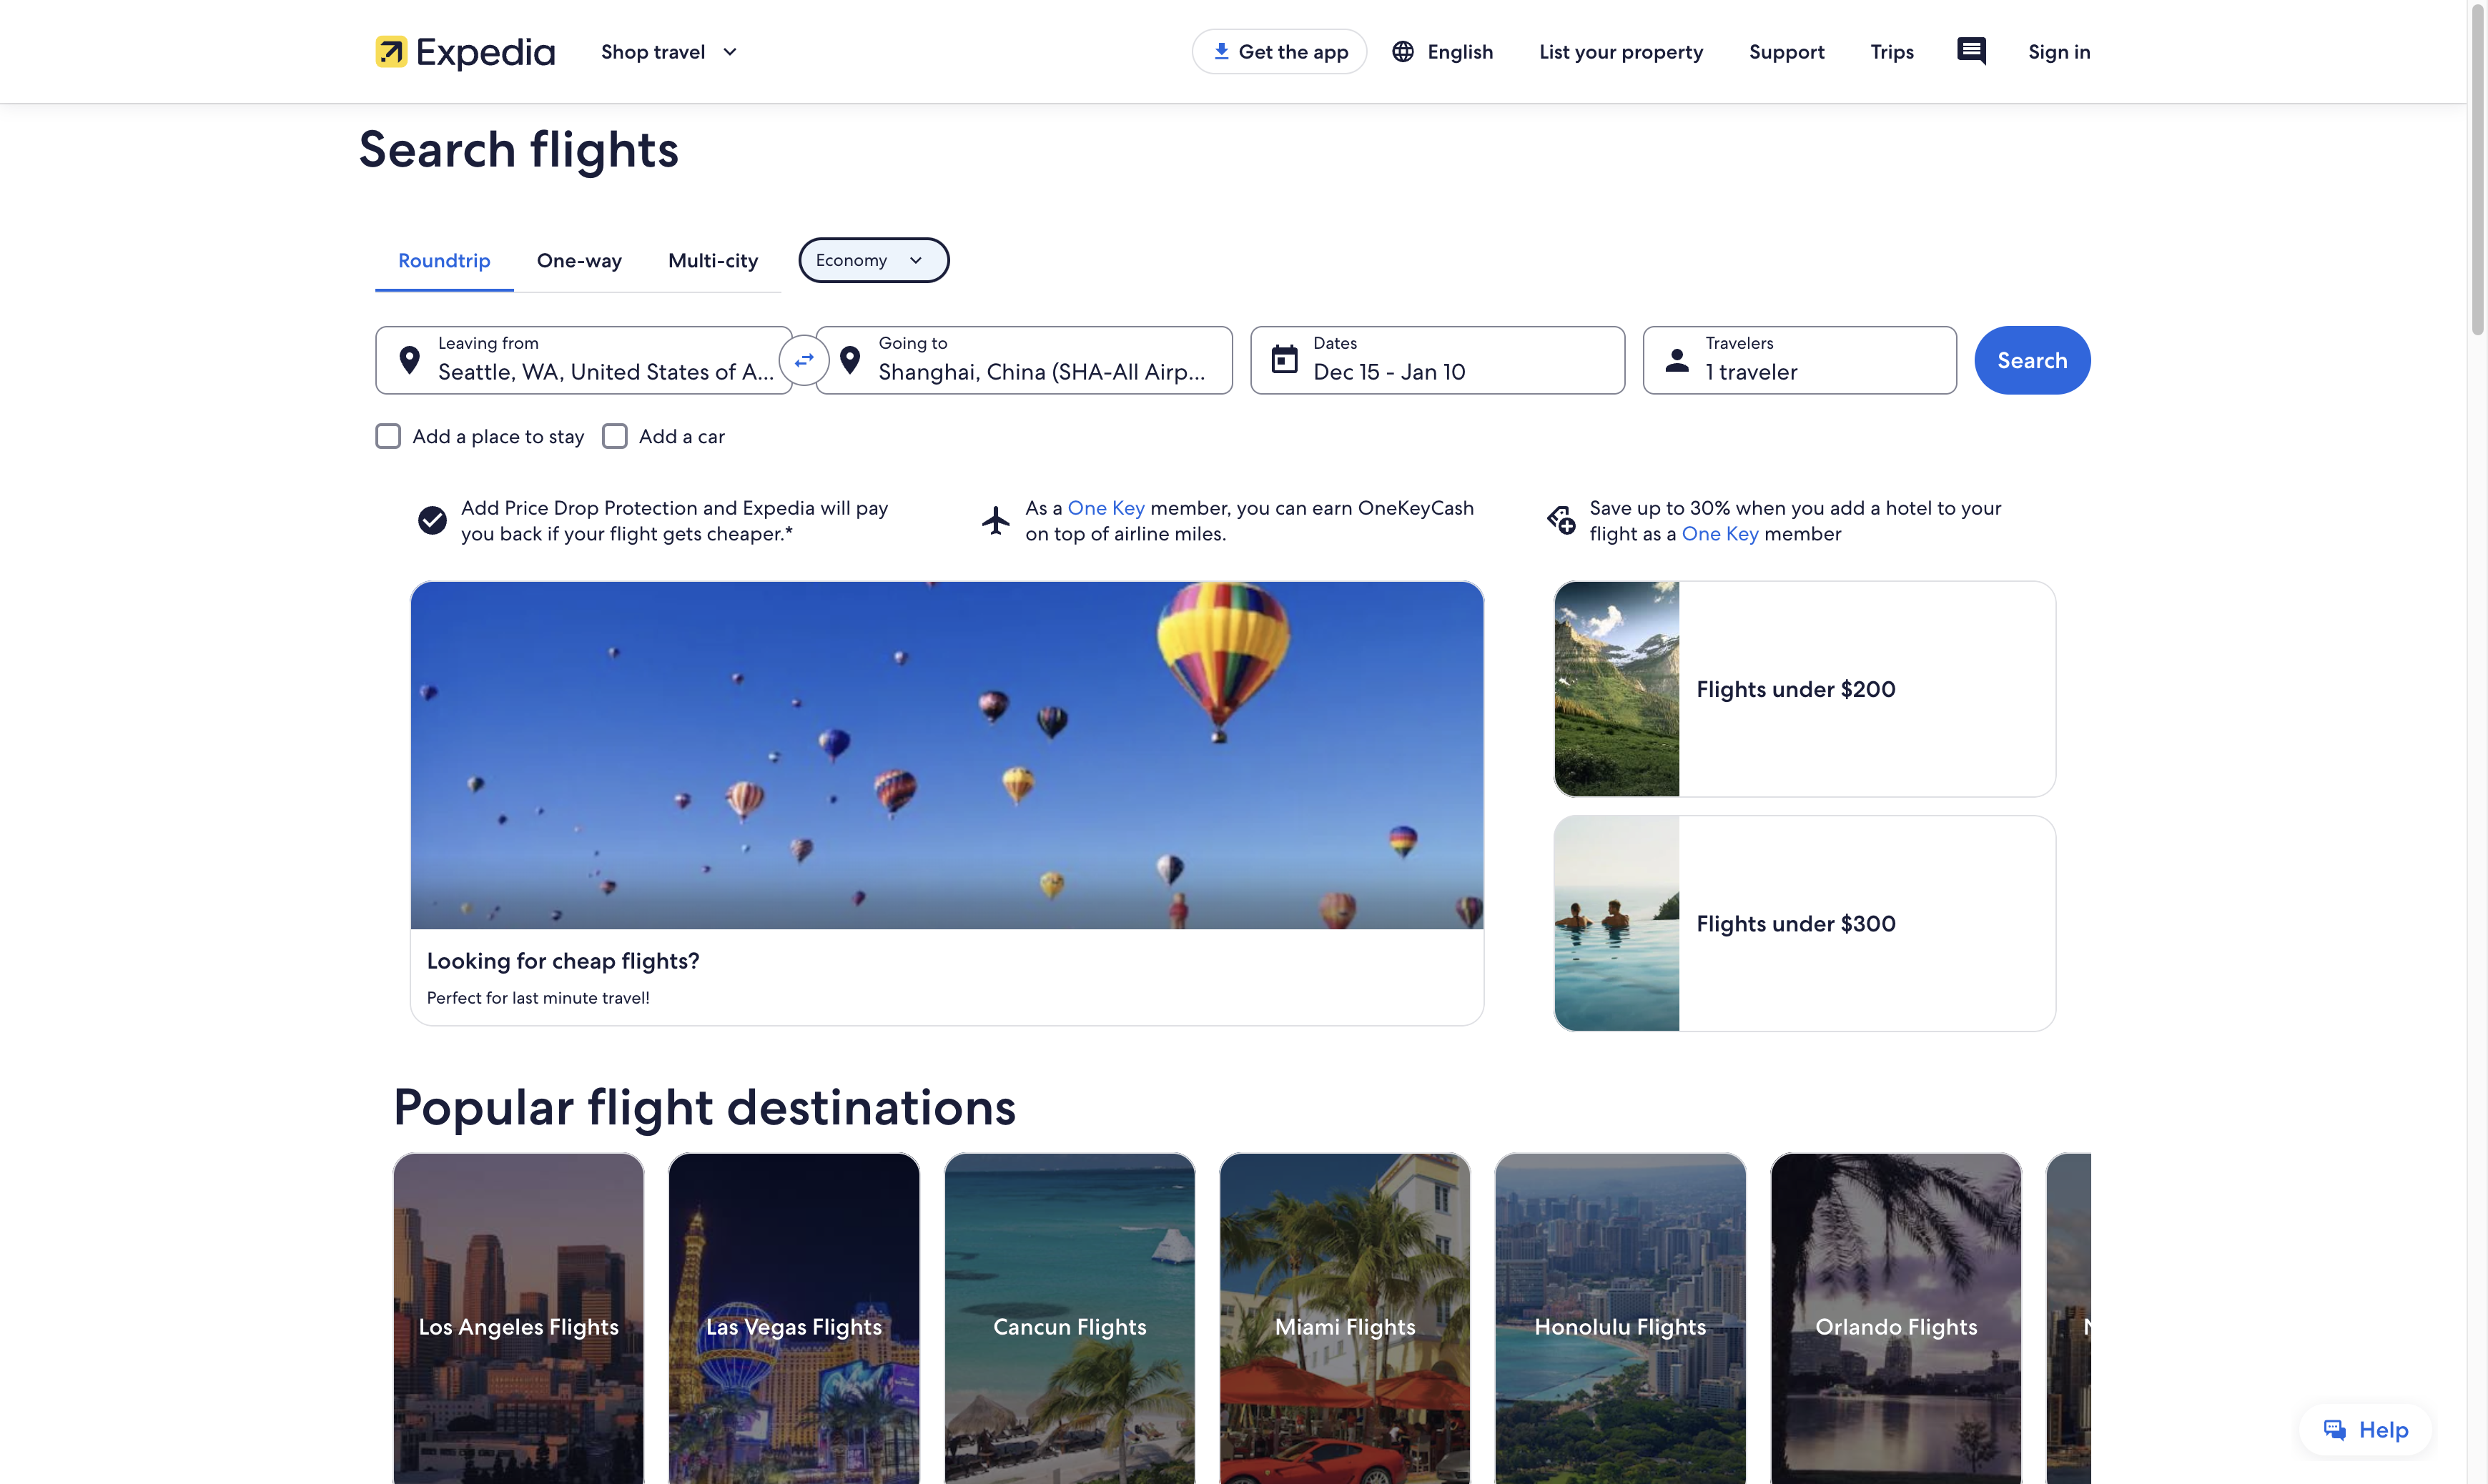 Expedia
Shop travel
Get the app
English
List your property
Support
Trips
Sign in
Search flights
Roundtrip
One-way
Multi-city
Economy
Leaving from
Seattle, WA, United States of A...
Going to
Shanghai, China (SHA-All Airp...
Dates
Dec 15 - Jan 10
Travelers
1 traveler
Search
Add a place to stay
Add a car
Add Price Drop Protection and Expedia will pay
you back if your flight gets cheaper.*
As a One Key member, you can earn OneKeyCash
on top of airline miles.
Save up to 30% when you add a hotel to your
flight as a One Key member
Flights under $200
Flights under $300
Looking for cheap flights?
Perfect for last minute travel!
Popular flight destinations
Los Angeles Flights
Las Vegas Flights
Cancun Flights
Miami Flights
Honolulu Flights
Orlando Flights
Help